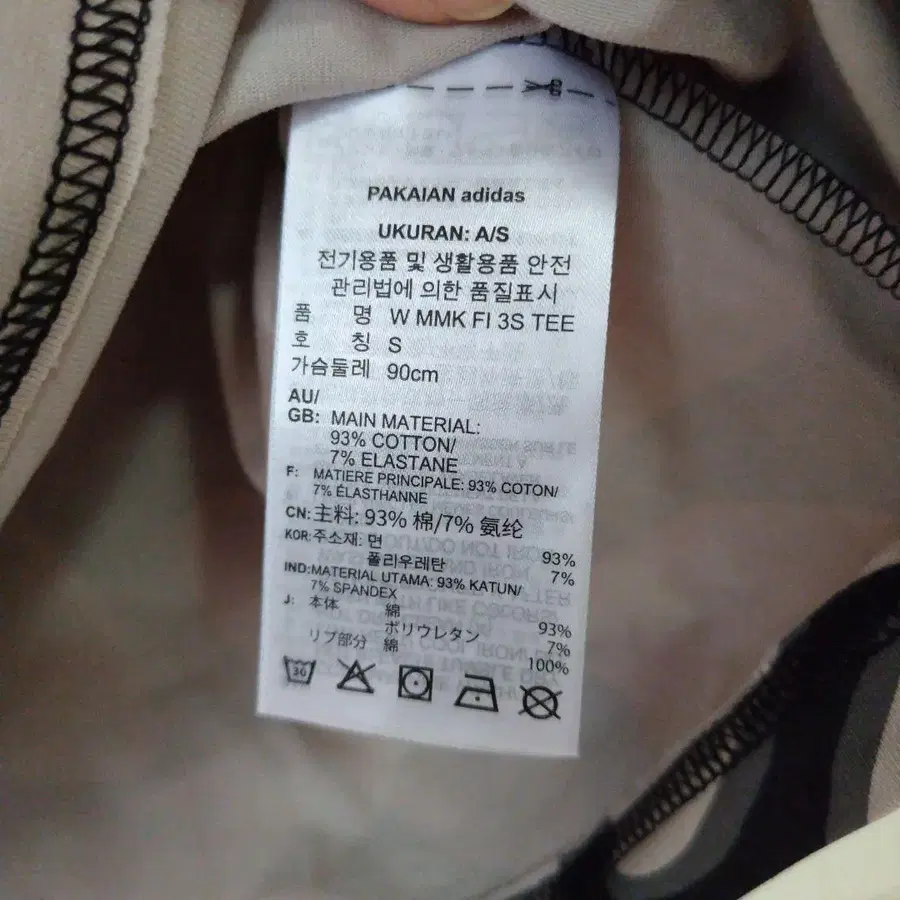 PAKAIAN adidas
UKURAN: A/S
전기용품 및 생활용품 안전
관리법에 의한 품질표시
품 명 W MMK FI 3S TEE
호 칭 S
가슴둘레 90cm
AU/
GB: MAIN MATERIAL:
93% COTTON/
7% ELASTANE
F: MATIERE PRINCIPALE: 93% COTON/
7% ÉLASTHANNE
CN: 主料: 93% 棉/7% 氨纶
KOR: 주소재: 면 93%
폴리우레탄 7%
IND: MATERIAL UTAMA: 93% KATUN/
7% SPANDEX
J: 本体 綿 93%
ポリウレタン 7%
リブ部分 綿 100%
30